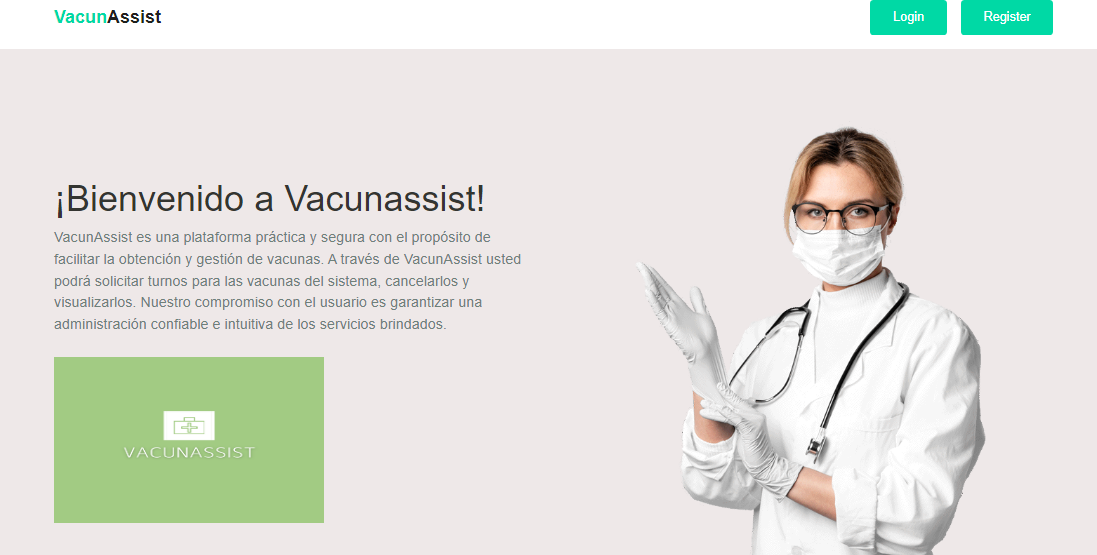 VacunAssist
Login
Register
¡Bienvenido a Vacunassist!
VacunAssist es una plataforma práctica y segura con el propósito de
facilitar la obtención y gestión de vacunas. A través de VacunAssist usted
podrá solicitar turnos para las vacunas del sistema, cancelarlos y
visualizarlos. Nuestro compromiso con el usuario es garantizar una
administración confiable e intuitiva de los servicios brindados.
VACUNASSIST